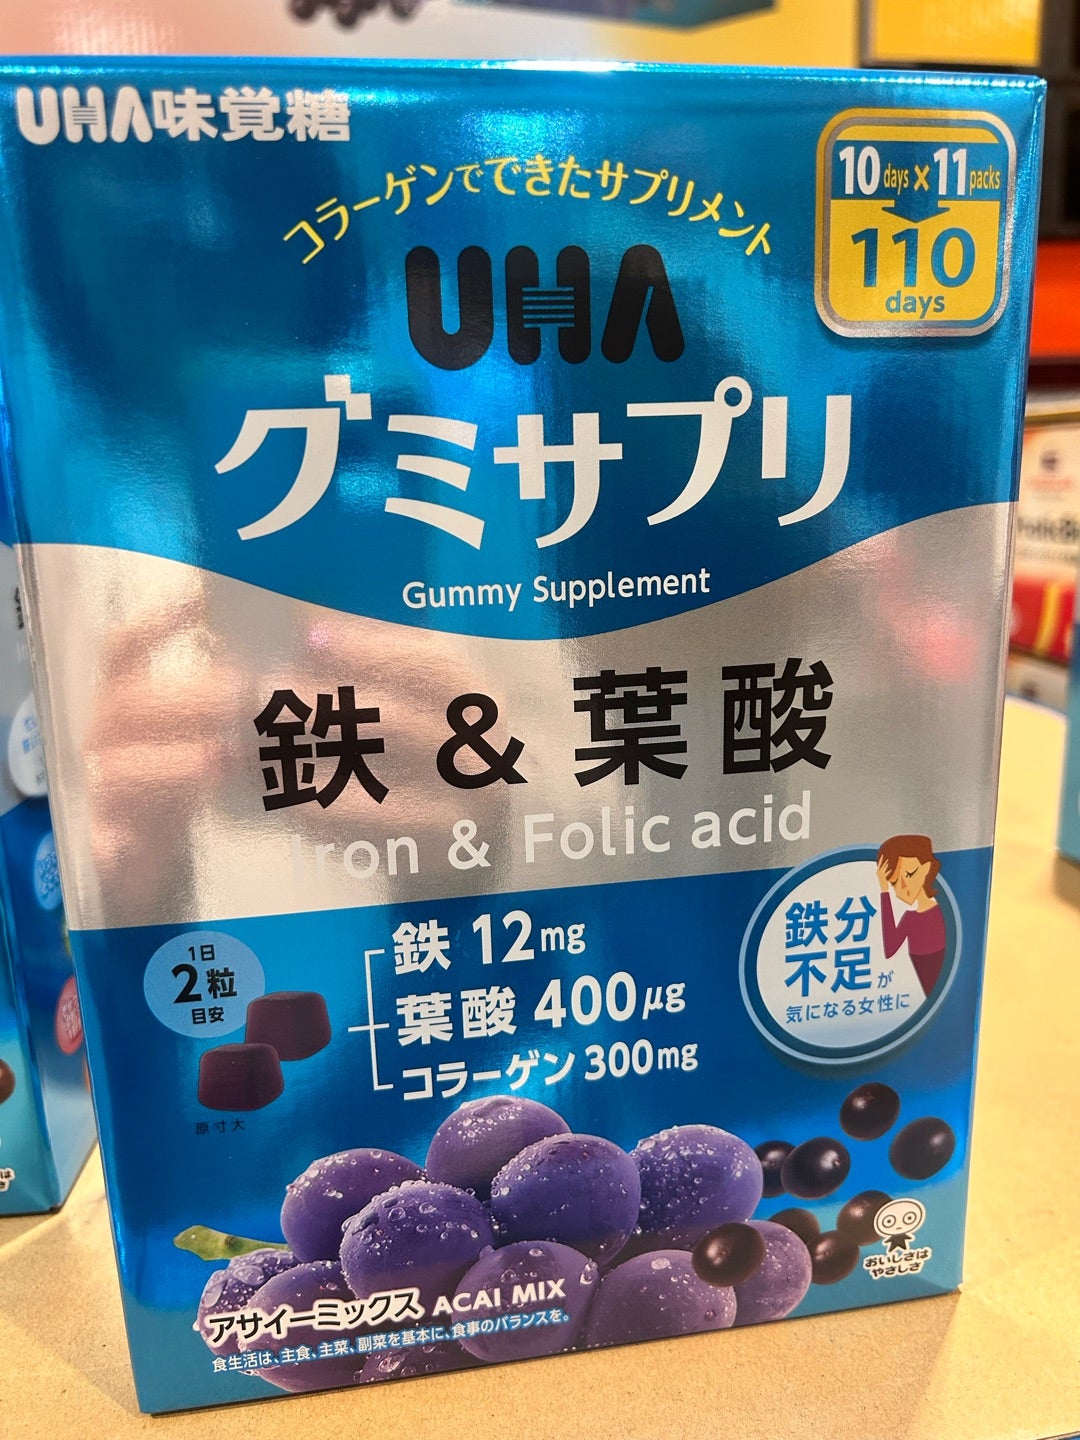 UHA味覚糖
コラーゲンでできたサプリメント
10 days × 11 packs
110
days
UHA
グミサプリ
Gummy Supplement
鉄 & 葉酸
Iron & Folic acid
1日
2粒
目安
原寸大
鉄 12mg
葉酸 400μg
コラーゲン 300mg
鉄分
不足が
気になる女性に
おいしさは
やさしさ
アサイーミックス ACAI MIX
食生活は、主食、主菜、副菜を基本に、食事のバランスを。